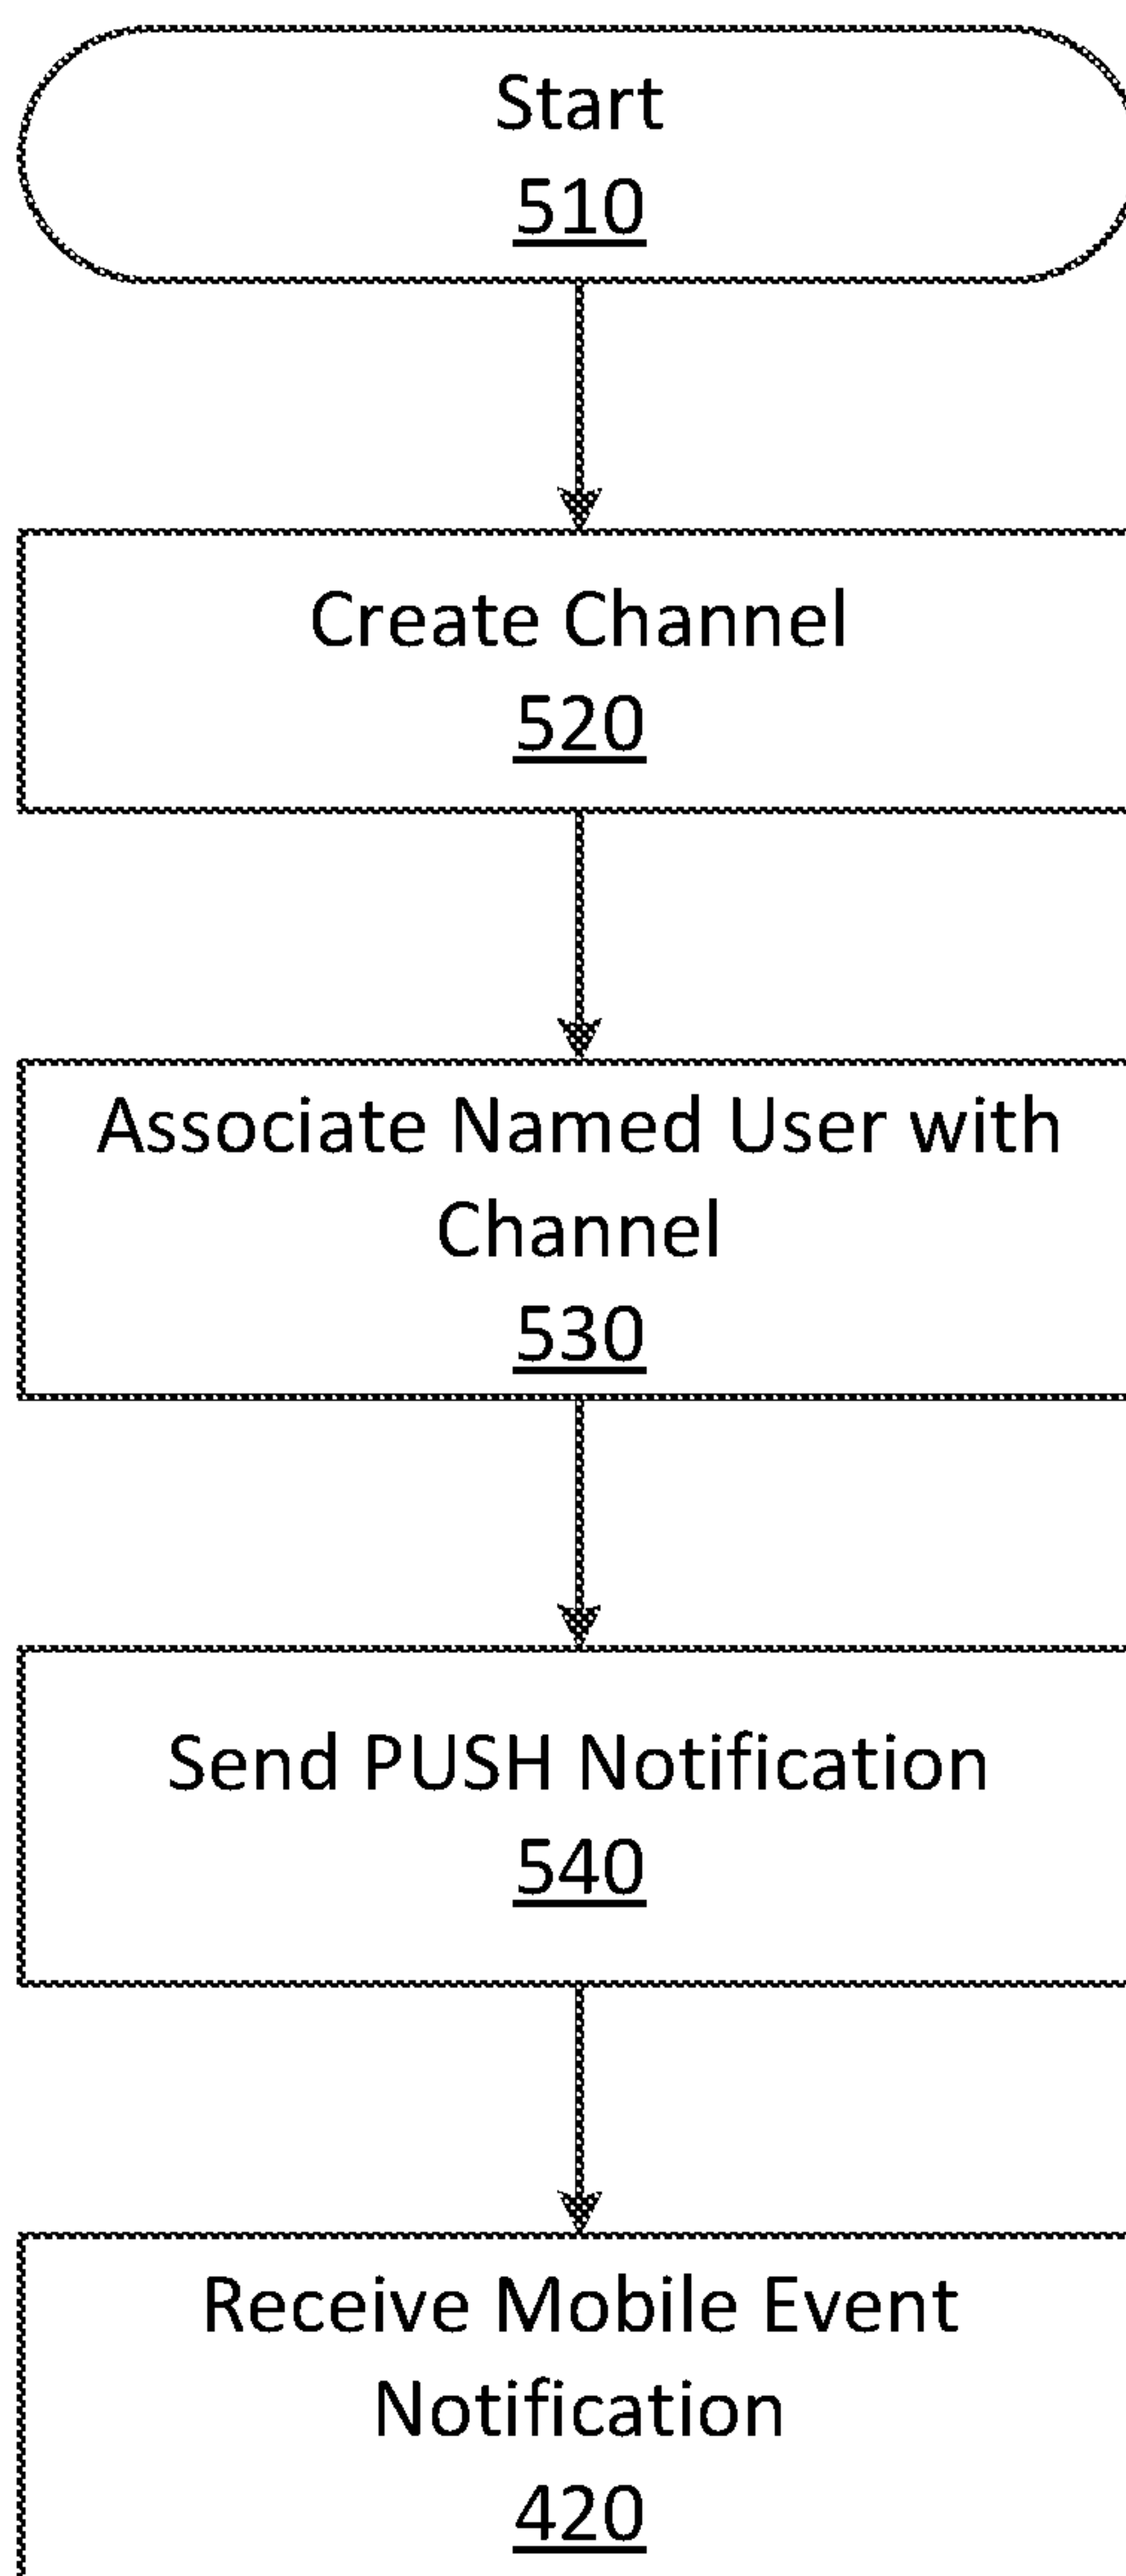 Start
510
Create Channel
520
Associate Named User with
Channel
530
Send PUSH Notification
540
Receive Mobile Event
Notification
420